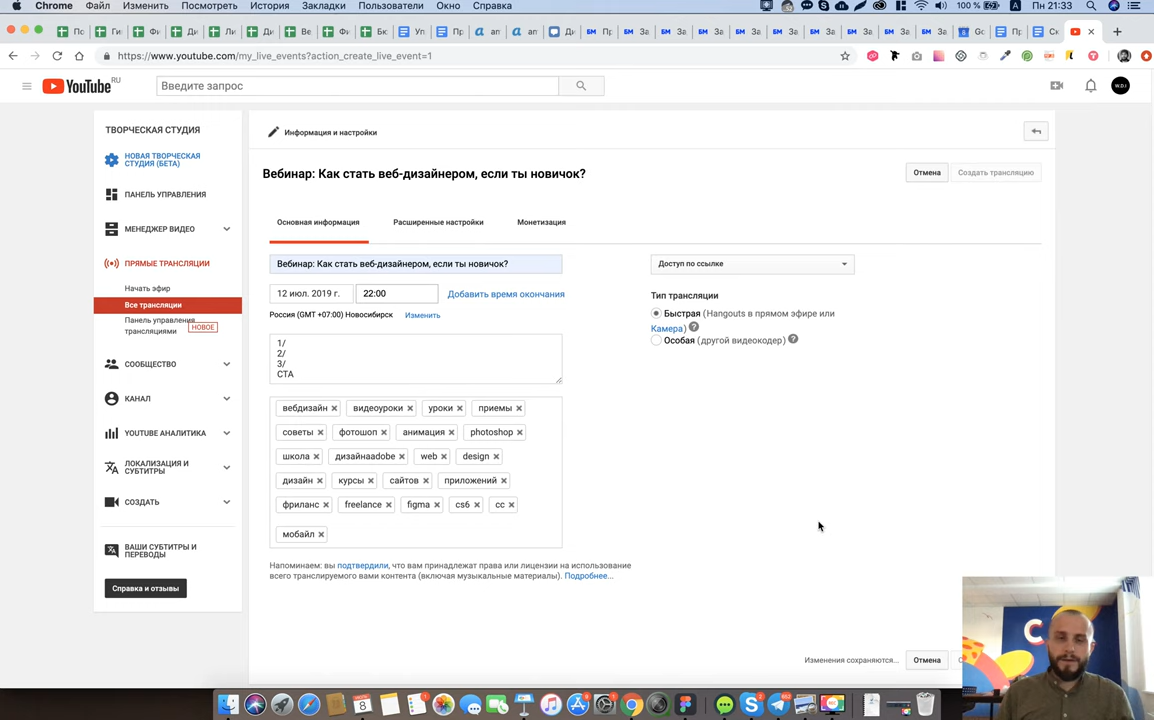 Chrome Файл Изменить Посмотреть История Закладки Пользователи Окно Справка 100 % Пн 21:33
https://www.youtube.com/my_live_events?action_create_live_event=1
YouTube RU
Введите запрос
ТВОРЧЕСКАЯ СТУДИЯ
НОВАЯ ТВОРЧЕСКАЯ
СТУДИЯ (БЕТА)
ПАНЕЛЬ УПРАВЛЕНИЯ
МЕНЕДЖЕР ВИДЕО
ПРЯМЫЕ ТРАНСЛЯЦИИ
Начать эфир
Все трансляции
Панель управления
трансляциями НОВОЕ
СООБЩЕСТВО
КАНАЛ
YOUTUBE АНАЛИТИКА
ЛОКАЛИЗАЦИЯ И
СУБТИТРЫ
СОЗДАТЬ
ВАШИ СУБТИТРЫ И
ПЕРЕВОДЫ
Справка и отзывы
Информация и настройки
Вебинар: Как стать веб-дизайнером, если ты новичок?
Отмена Создать трансляцию
Основная информация Расширенные настройки Монетизация
Вебинар: Как стать веб-дизайнером, если ты новичок?
12 июл. 2019 г. 22:00 Добавить время окончания
Россия (GMT +07:00) Новосибирск Изменить
1/
2/
3/
СТА
вебдизайн видеоуроки уроки приемы
советы фотошоп анимация photoshop
школа дизайнаadobe web design
дизайн курсы сайтов приложений
фриланс freelance figma cs6 cc
мобайл
Напоминаем: вы подтвердили, что вам принадлежат права или лицензии на использование
всего транслируемого вами контента (включая музыкальные материалы). Подробнее...
Доступ по ссылке
Тип трансляции
Быстрая (Hangouts в прямом эфире или
Камера)
Особая (другой видеокодер)
Изменения сохраняются... Отмена